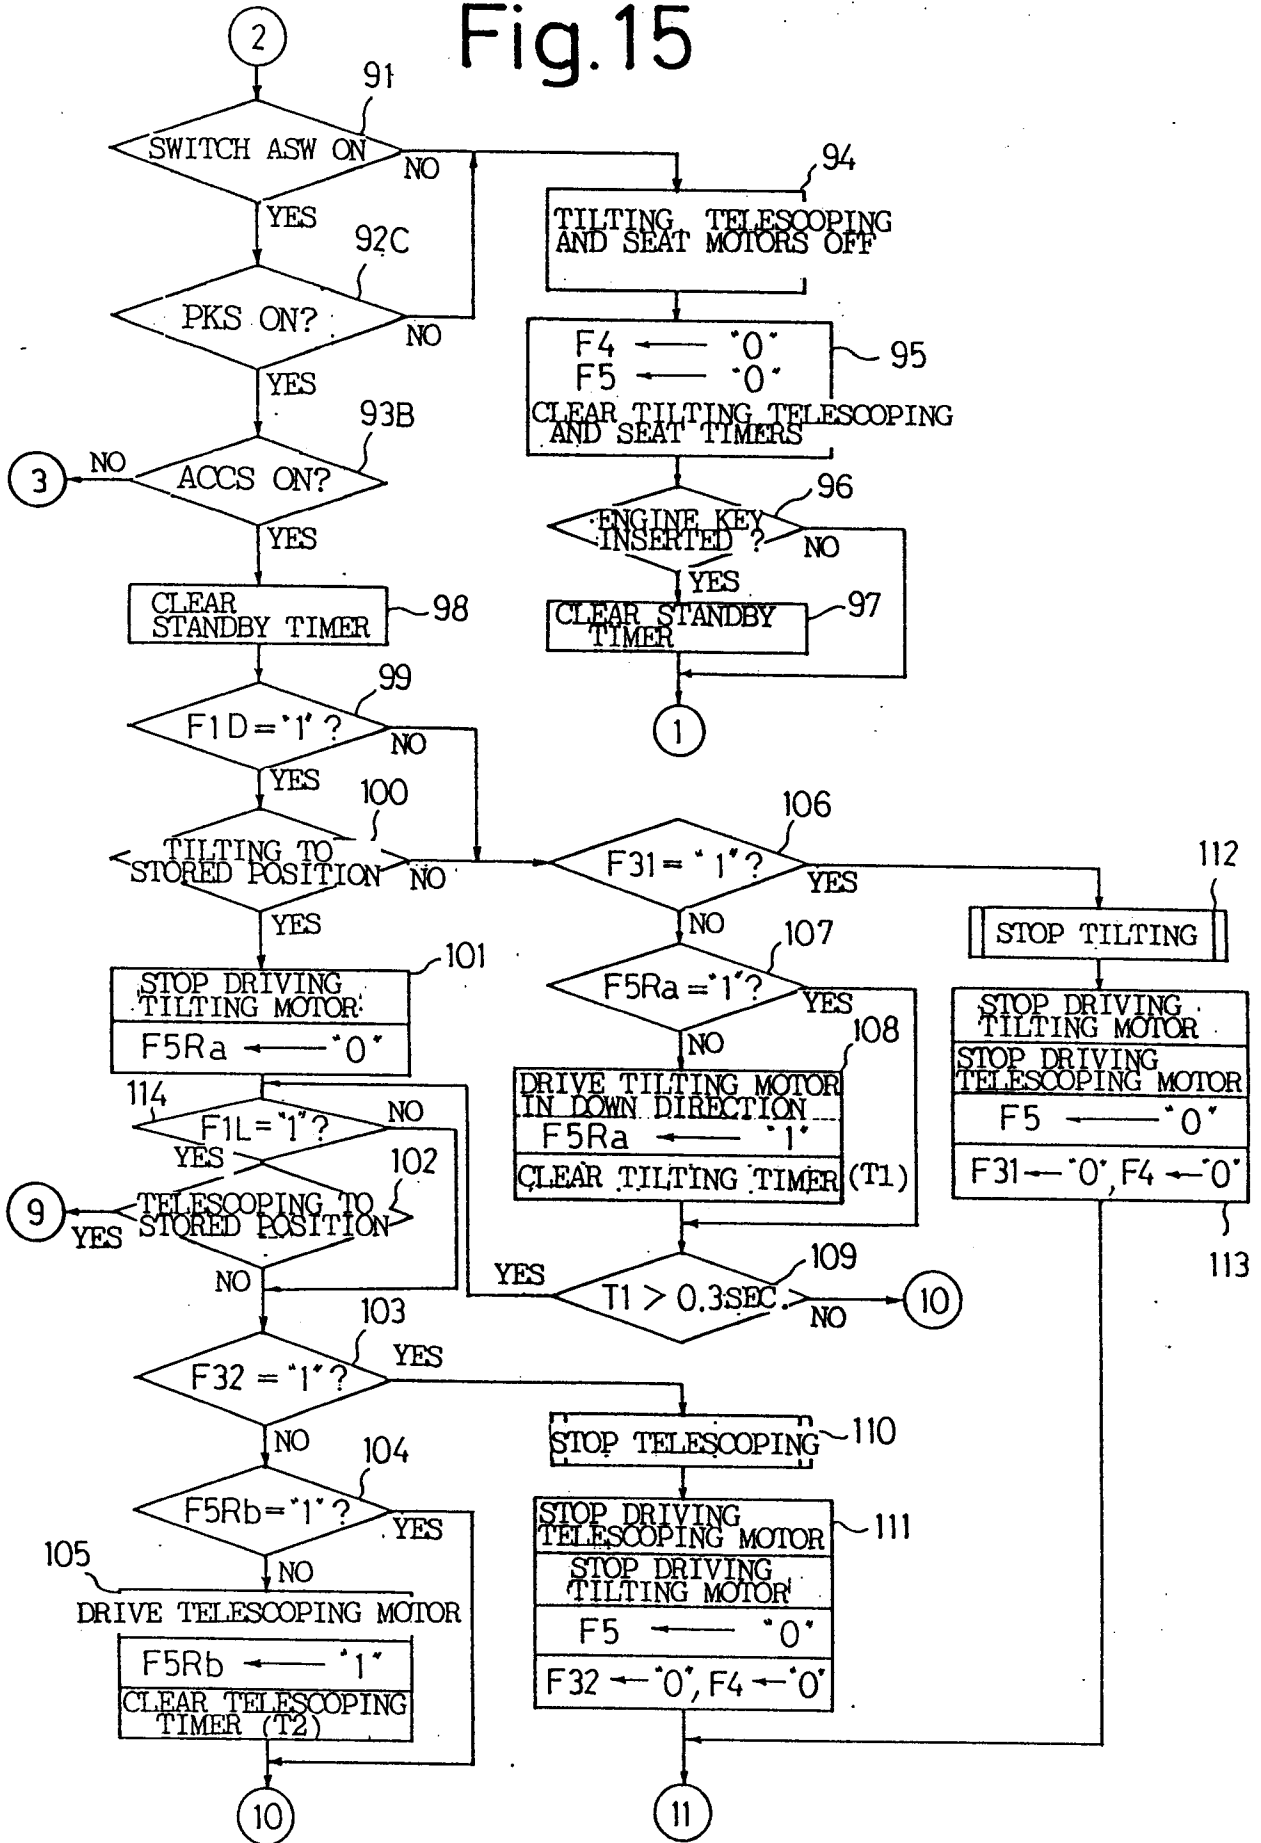 Fig.15
2
91
SWITCH ASW ON
NO
YES
92C
PKS ON?
NO
YES
93B
ACCS ON?
NO
3
YES
98
CLEAR
STANDBY TIMER
99
F1D="1"?
NO
YES
100
TILTING TO
STORED POSITION
NO
YES
101
STOP DRIVING
TILTING MOTOR
F5Ra ← "0"
114
F1L="1"?
NO
YES
102
TELESCOPING TO
STORED POSITION
9
YES
NO
103
F32="1"?
YES
NO
104
F5Rb="1"?
YES
NO
105
DRIVE TELESCOPING MOTOR
F5Rb ← "1"
CLEAR TELESCOPING
TIMER (T2)
10
94
TILTING, TELESCOPING
AND SEAT MOTORS OFF
95
F4 ← "0"
F5 ← "0"
CLEAR TILTING, TELESCOPING
AND SEAT TIMERS
96
ENGINE KEY
INSERTED ?
NO
YES
97
CLEAR STANDBY
TIMER
1
106
F31="1"?
YES
NO
107
F5Ra="1"?
YES
NO
108
DRIVE TILTING MOTOR
IN DOWN DIRECTION
F5Ra ← "1"
CLEAR TILTING TIMER (T1)
109
T1 > 0.3SEC.
YES
NO
10
110
STOP TELESCOPING
111
STOP DRIVING
TELESCOPING MOTOR
STOP DRIVING
TILTING MOTOR
F5 ← "0"
F32 ← "0", F4 ← "0"
11
112
STOP TILTING
STOP DRIVING
TILTING MOTOR
STOP DRIVING
TELESCOPING MOTOR
F5 ← "0"
F31 ← "0", F4 ← "0"
113